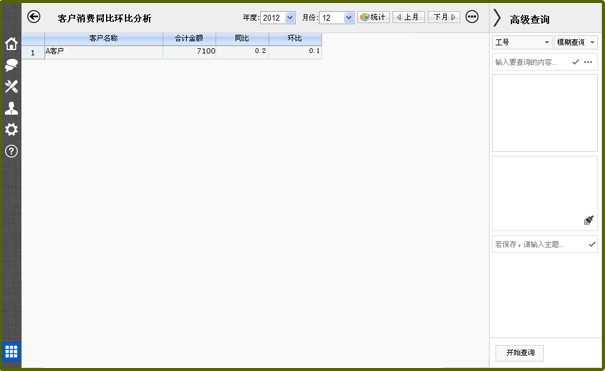 客户消费同比环比分析
年度: 2012 月份: 12 统计 上月 下月
客户名称 合计金额 同比 环比
1 A客户 7100 0.2 0.1
高级查询
工号 模糊查询
输入要查询的内容...
若保存，请输入主题...
开始查询